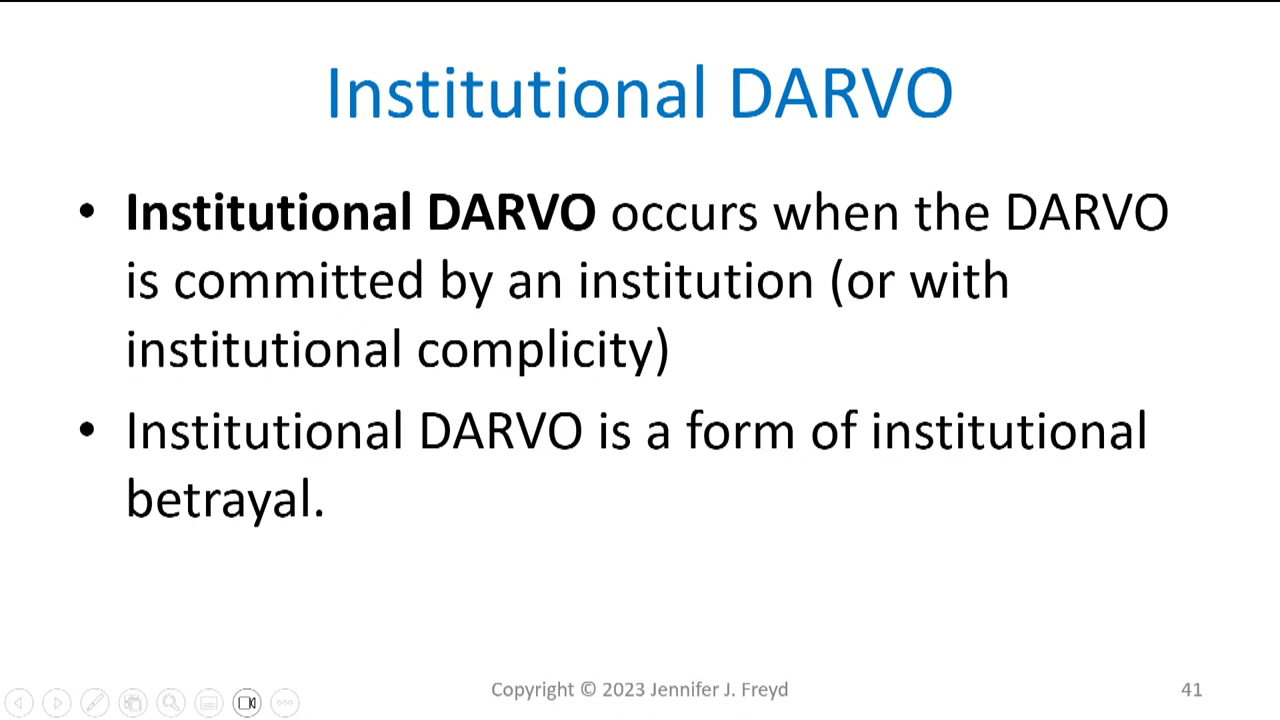 Institutional DARVO
• Institutional DARVO occurs when the DARVO
is committed by an institution (or with
institutional complicity)
• Institutional DARVO is a form of institutional
betrayal.
Copyright © 2023 Jennifer J. Freyd
41